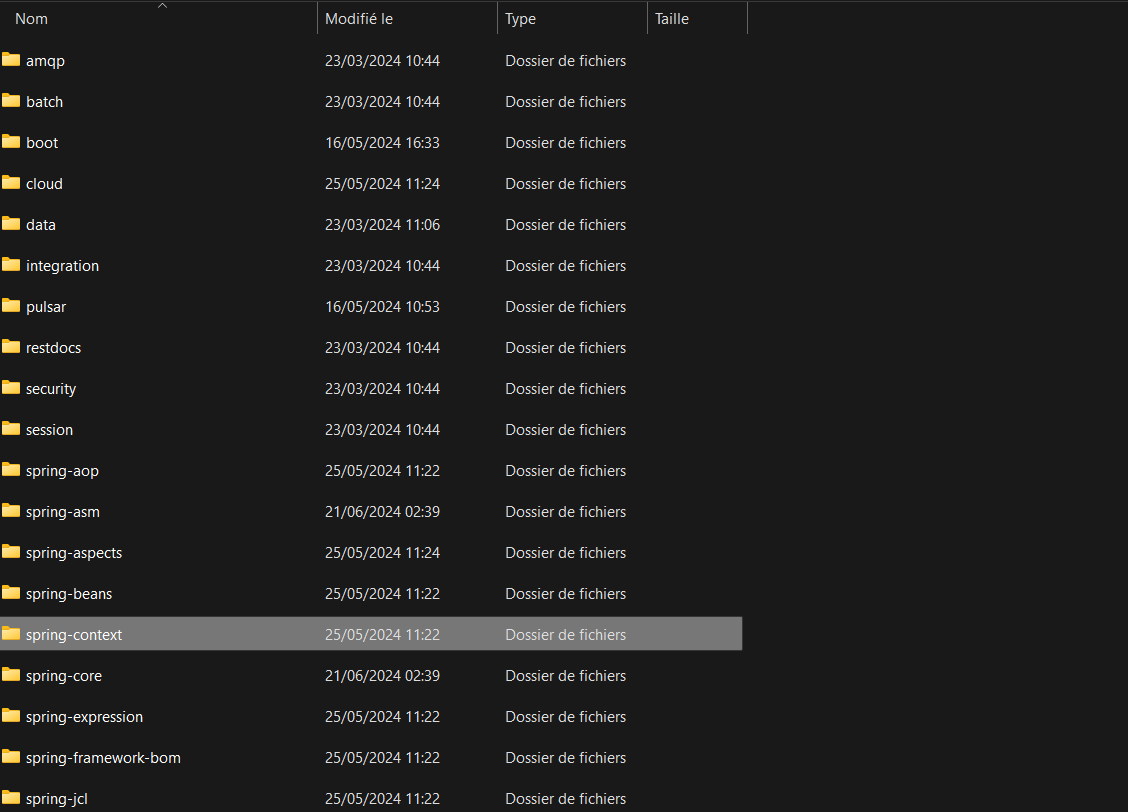 Nom Modifié le Type Taille
amqp 23/03/2024 10:44 Dossier de fichiers
batch 23/03/2024 10:44 Dossier de fichiers
boot 16/05/2024 16:33 Dossier de fichiers
cloud 25/05/2024 11:24 Dossier de fichiers
data 23/03/2024 11:06 Dossier de fichiers
integration 23/03/2024 10:44 Dossier de fichiers
pulsar 16/05/2024 10:53 Dossier de fichiers
restdocs 23/03/2024 10:44 Dossier de fichiers
security 23/03/2024 10:44 Dossier de fichiers
session 23/03/2024 10:44 Dossier de fichiers
spring-aop 25/05/2024 11:22 Dossier de fichiers
spring-asm 21/06/2024 02:39 Dossier de fichiers
spring-aspects 25/05/2024 11:24 Dossier de fichiers
spring-beans 25/05/2024 11:22 Dossier de fichiers
spring-context 25/05/2024 11:22 Dossier de fichiers
spring-core 21/06/2024 02:39 Dossier de fichiers
spring-expression 25/05/2024 11:22 Dossier de fichiers
spring-framework-bom 25/05/2024 11:22 Dossier de fichiers
spring-jcl 25/05/2024 11:22 Dossier de fichiers